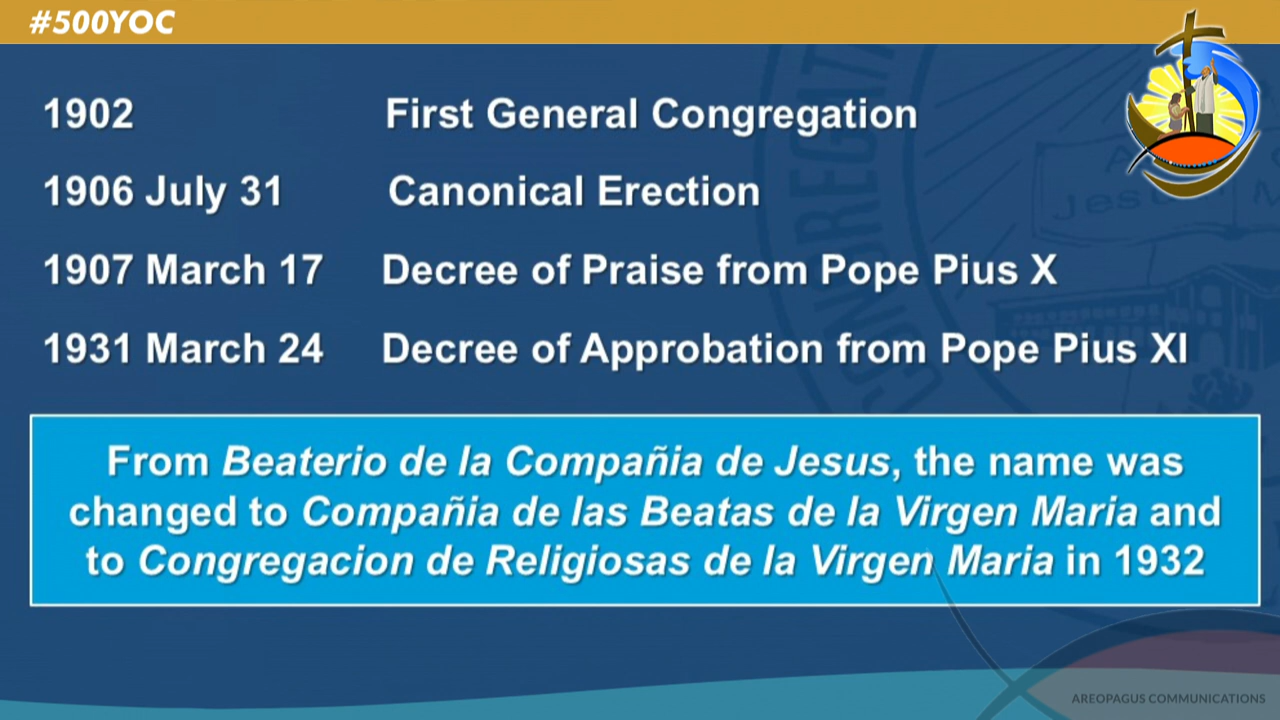 #500YOC
1902 First General Congregation
1906 July 31 Canonical Erection
1907 March 17 Decree of Praise from Pope Pius X
1931 March 24 Decree of Approbation from Pope Pius XI
From Beaterio de la Compañia de Jesus, the name was
changed to Compañia de las Beatas de la Virgen Maria and
to Congregacion de Religiosas de la Virgen Maria in 1932
AREOPAGUS COMMUNICATIONS